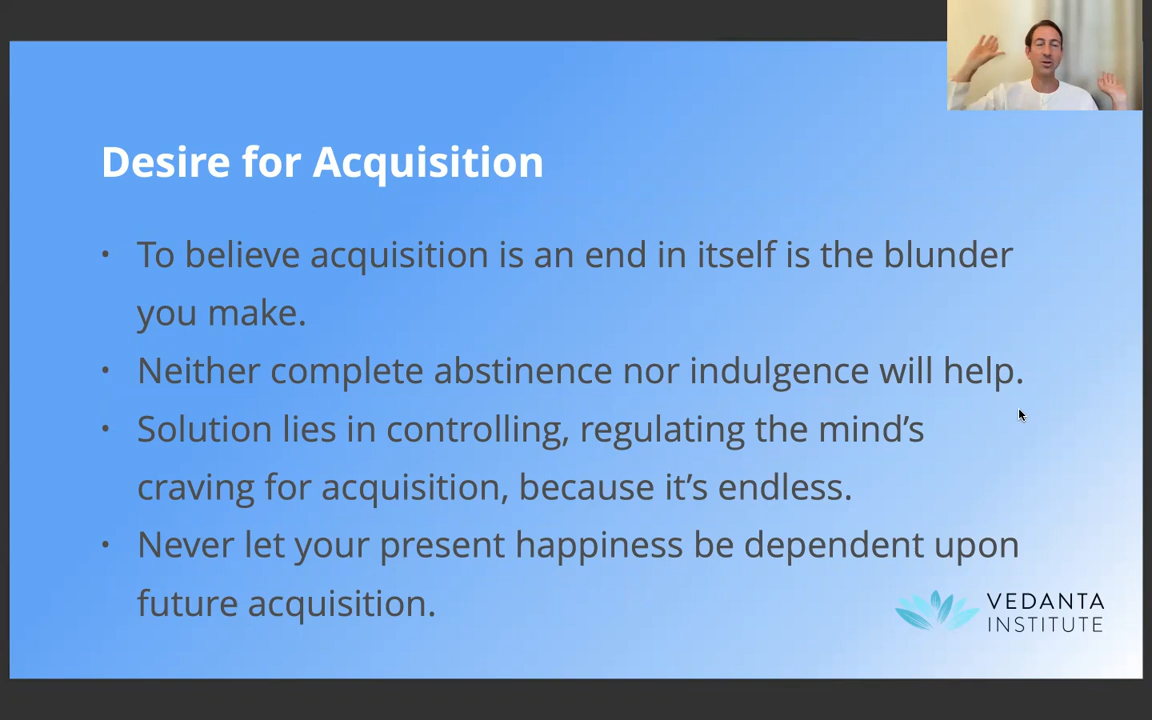 Desire for Acquisition
• To believe acquisition is an end in itself is the blunder
you make.
• Neither complete abstinence nor indulgence will help.
• Solution lies in controlling, regulating the mind’s
craving for acquisition, because it’s endless.
• Never let your present happiness be dependent upon
future acquisition.
VEDANTA
INSTITUTE